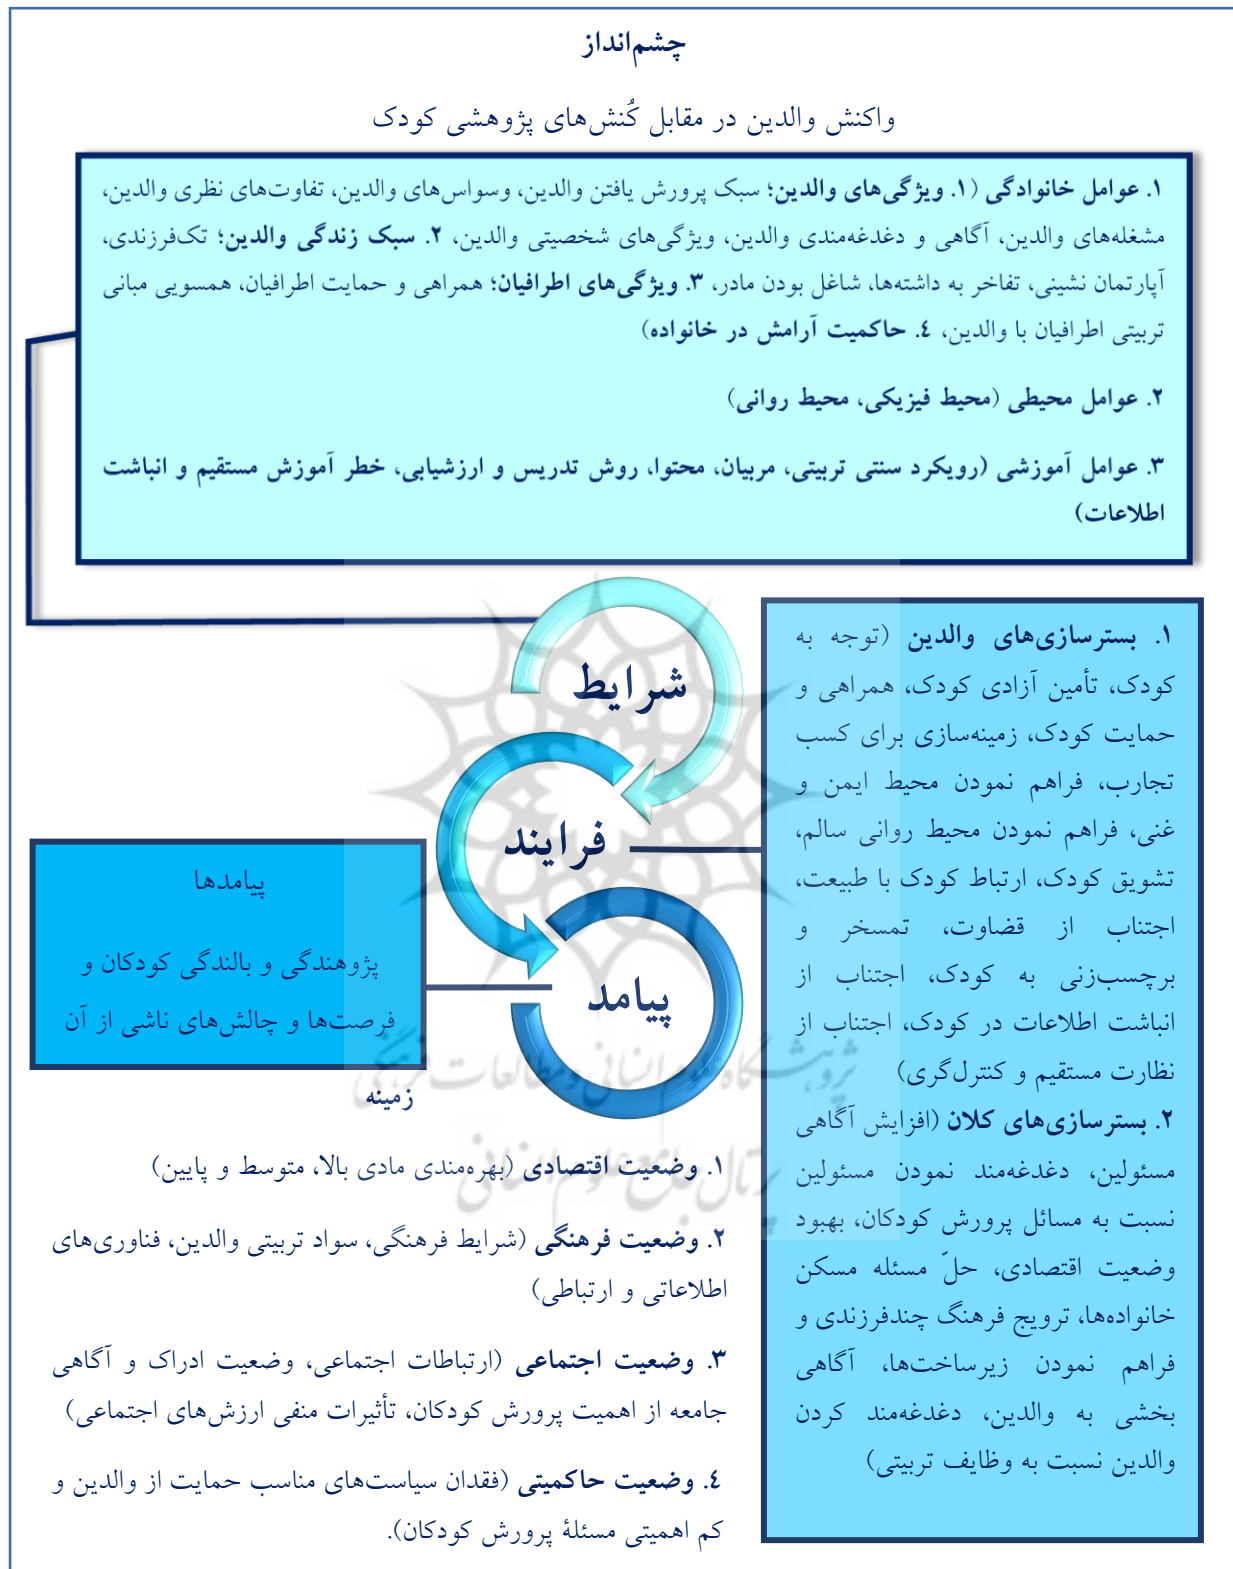 چشم‌انداز
واکنش والدین در مقابل کُنش‌های پژوهشی کودک
۱. عوامل خانوادگی (۱. ویژگی‌های والدین؛ سبک پرورش یافتن والدین، وسواس‌های والدین، تفاوت‌های نظری والدین،
مشغله‌های والدین، آگاهی و دغدغه‌مندی والدین، ویژگی‌های شخصیتی والدین، ۲. سبک زندگی والدین؛ تک‌فرزندی،
آپارتمان نشینی، تفاخر به داشته‌ها، شاغل بودن مادر، ۳. ویژگی‌های اطرافیان؛ همراهی و حمایت اطرافیان، همسویی مبانی
تربیتی اطرافیان با والدین، ٤. حاکمیت آرامش در خانواده)
۲. عوامل محیطی (محیط فیزیکی، محیط روانی)
۳. عوامل آموزشی (رویکرد سنتی تربیتی، مربیان، محتوا، روش تدریس و ارزشیابی، خطر آموزش مستقیم و انباشت
اطلاعات)
شرایط
فرایند
پیامد
۱. بسترسازی‌های والدین (توجه به
کودک، تأمین آزادی کودک، همراهی و
حمایت کودک، زمینه‌سازی برای کسب
تجارب، فراهم نمودن محیط ایمن و
غنی، فراهم نمودن محیط روانی سالم،
تشویق کودک، ارتباط کودک با طبیعت،
اجتناب از قضاوت، تمسخر و
برچسب‌زنی به کودک، اجتناب از
انباشت اطلاعات در کودک، اجتناب از
نظارت مستقیم و کنترل‌گری)
۲. بسترسازی‌های کلان (افزایش آگاهی
مسئولین، دغدغه‌مند نمودن مسئولین
نسبت به مسائل پرورش کودکان، بهبود
وضعیت اقتصادی، حلّ مسئله مسکن
خانواده‌ها، ترویج فرهنگ چندفرزندی و
فراهم نمودن زیرساخت‌ها، آگاهی
بخشی به والدین، دغدغه‌مند کردن
والدین نسبت به وظایف تربیتی)
پیامدها
پژوهندگی و بالندگی کودکان و
فرصت‌ها و چالش‌های ناشی از آن
زمینه
۱. وضعیت اقتصادی (بهره‌مندی مادی بالا، متوسط و پایین)
۲. وضعیت فرهنگی (شرایط فرهنگی، سواد تربیتی والدین، فناوری‌های
اطلاعاتی و ارتباطی)
۳. وضعیت اجتماعی (ارتباطات اجتماعی، وضعیت ادراک و آگاهی
جامعه از اهمیت پرورش کودکان، تأثیرات منفی ارزش‌های اجتماعی)
٤. وضعیت حاکمیتی (فقدان سیاست‌های مناسب حمایت از والدین و
کم اهمیتی مسئلۀ پرورش کودکان).
پژوهشگاه علوم انسانی و مطالعات فرهنگی
پرتال جامع علوم انسانی